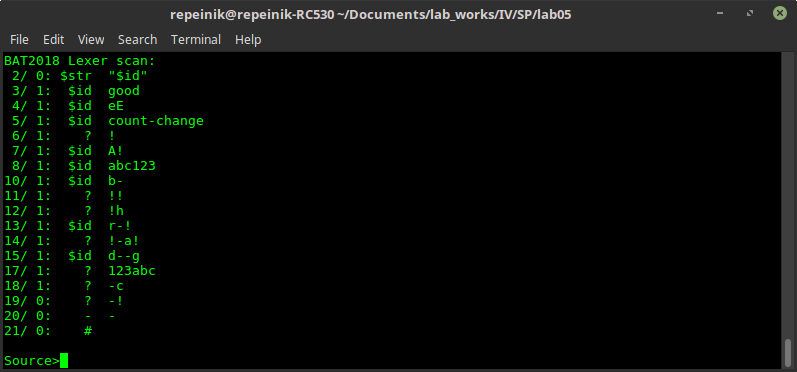 repeinik@repeinik-RC530 ~/Documents/lab_works/IV/SP/lab05
File Edit View Search Terminal Help
BAT2018 Lexer scan:
 2/ 0: $str  "$id"
 3/ 1:  $id  good
 4/ 1:  $id  eE
 5/ 1:  $id  count-change
 6/ 1:    ?  !
 7/ 1:  $id  A!
 8/ 1:  $id  abc123
10/ 1:  $id  b-
11/ 1:    ?  !!
12/ 1:    ?  !h
13/ 1:  $id  r-!
14/ 1:    ?  !-a!
15/ 1:  $id  d--g
17/ 1:    ?  123abc
18/ 1:    ?  -c
19/ 0:    ?  -!
20/ 0:    -  -
21/ 0:    #
Source>